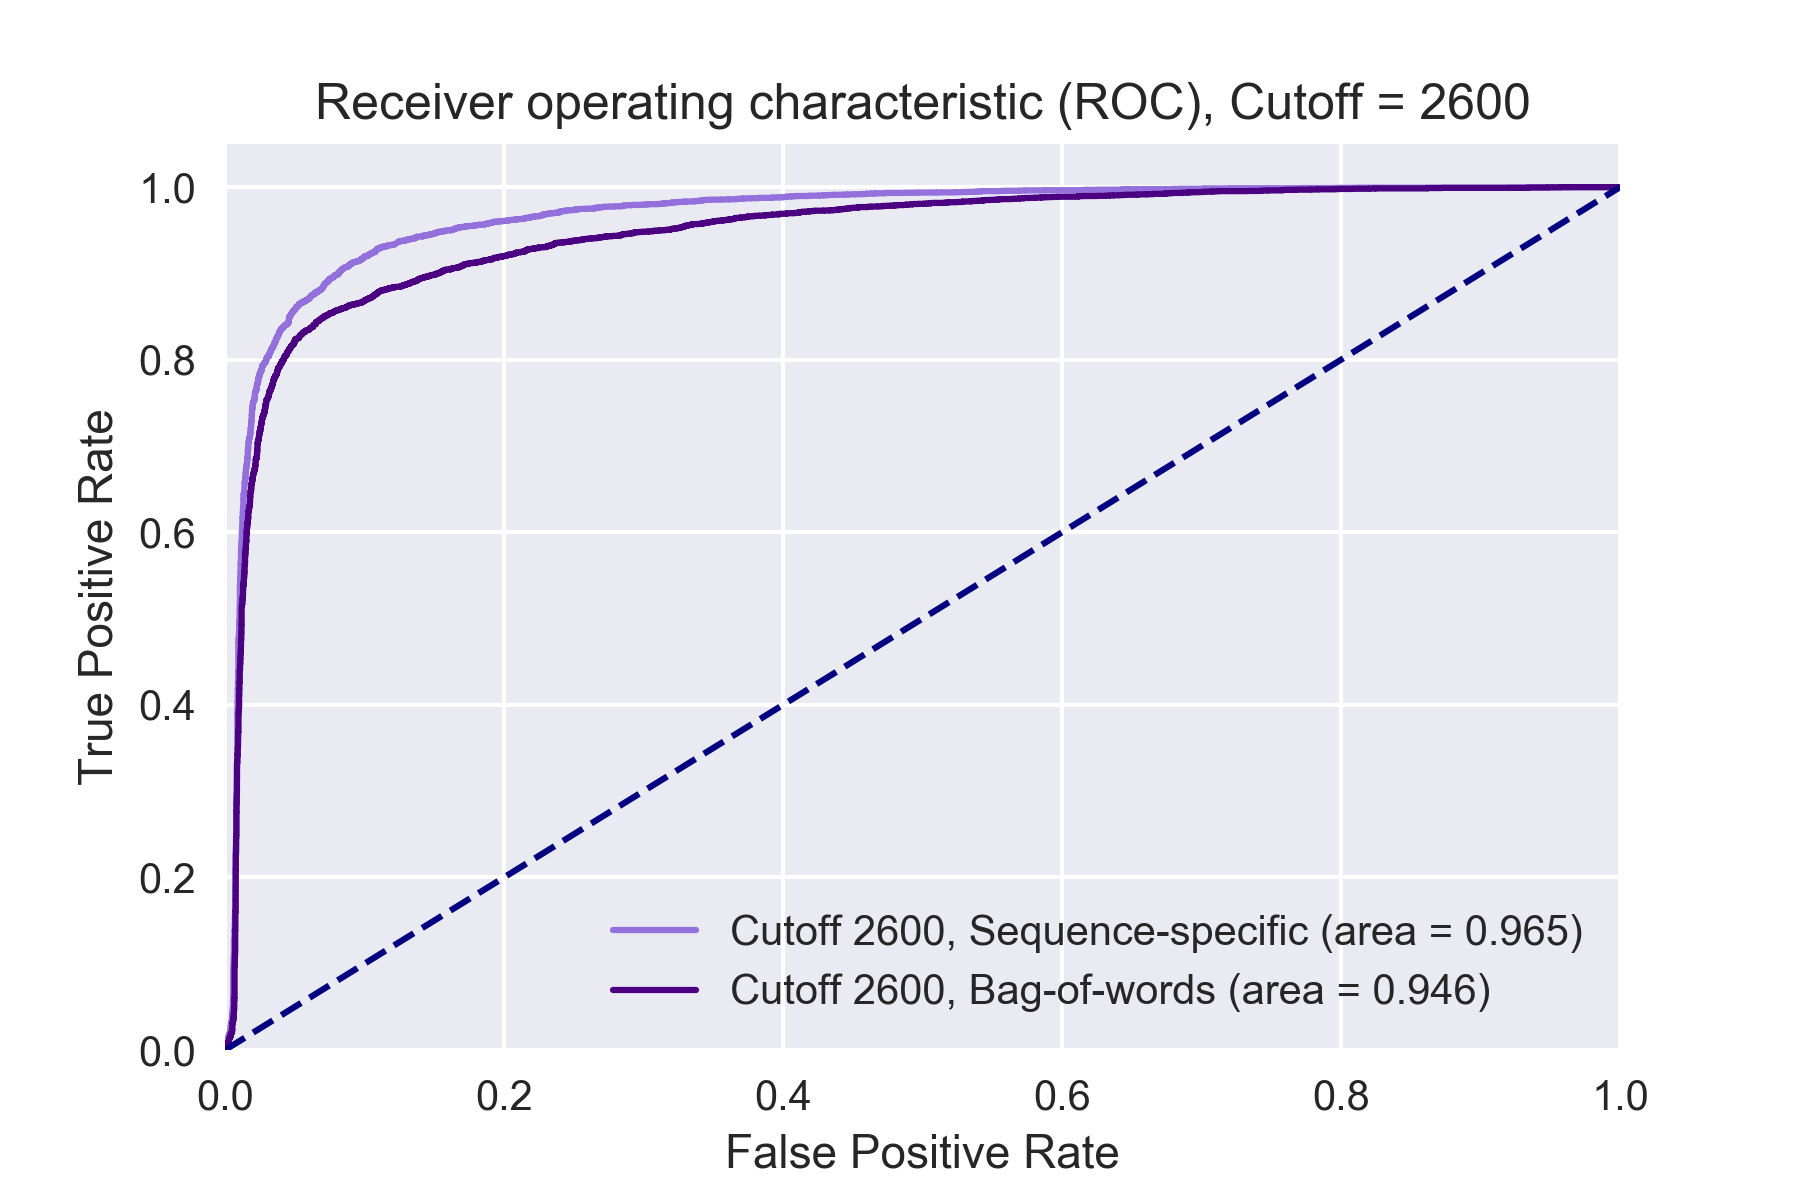 Receiver operating characteristic (ROC), Cutoff = 2600
True Positive Rate
1.0
0.8
0.6
0.4
0.2
0.0
Cutoff 2600, Sequence-specific (area = 0.965)
Cutoff 2600, Bag-of-words (area = 0.946)
0.0 0.2 0.4 0.6 0.8 1.0
False Positive Rate